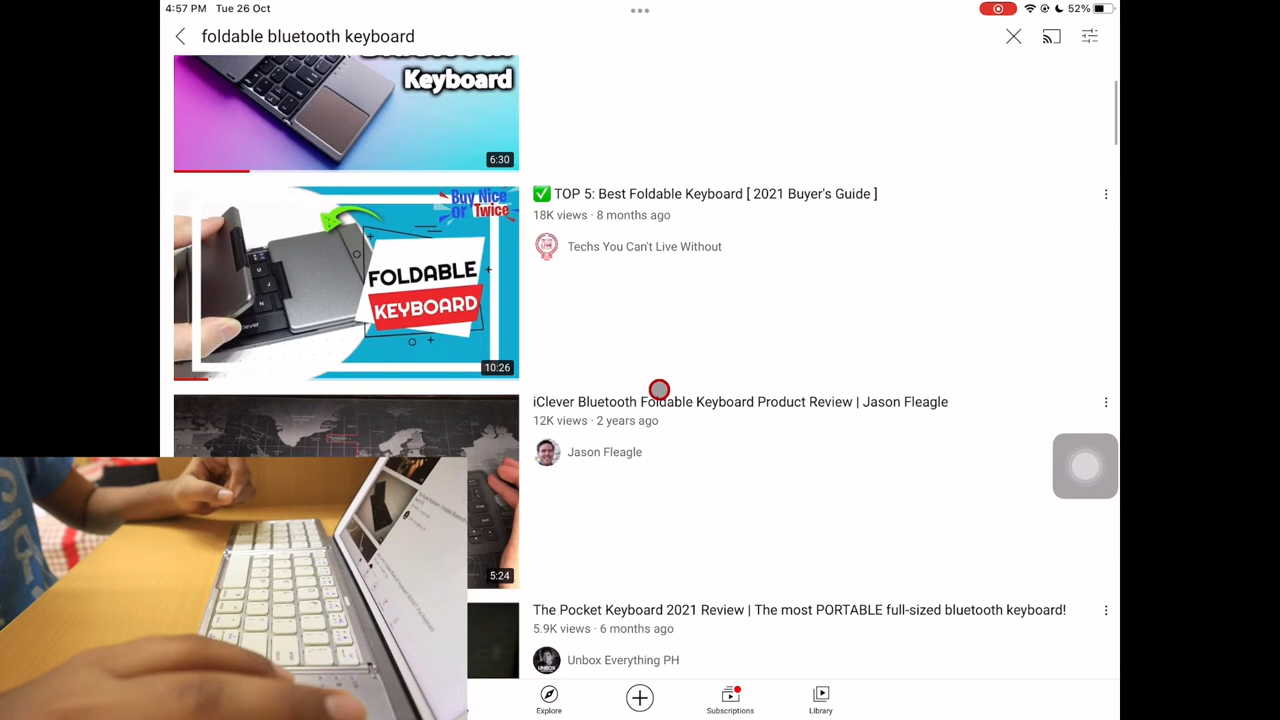 4:57 PM Tue 26 Oct
52%
foldable bluetooth keyboard
Keyboard
6:30
Buy Nice
or Twice
FOLDABLE
KEYBOARD
10:26
✅ TOP 5: Best Foldable Keyboard [ 2021 Buyer's Guide ]
18K views · 8 months ago
Techs You Can't Live Without
iClever Bluetooth Foldable Keyboard Product Review | Jason Fleagle
12K views · 2 years ago
Jason Fleagle
5:24
The Pocket Keyboard 2021 Review | The most PORTABLE full-sized bluetooth keyboard!
5.9K views · 6 months ago
Unbox Everything PH
Explore
Subscriptions
Library